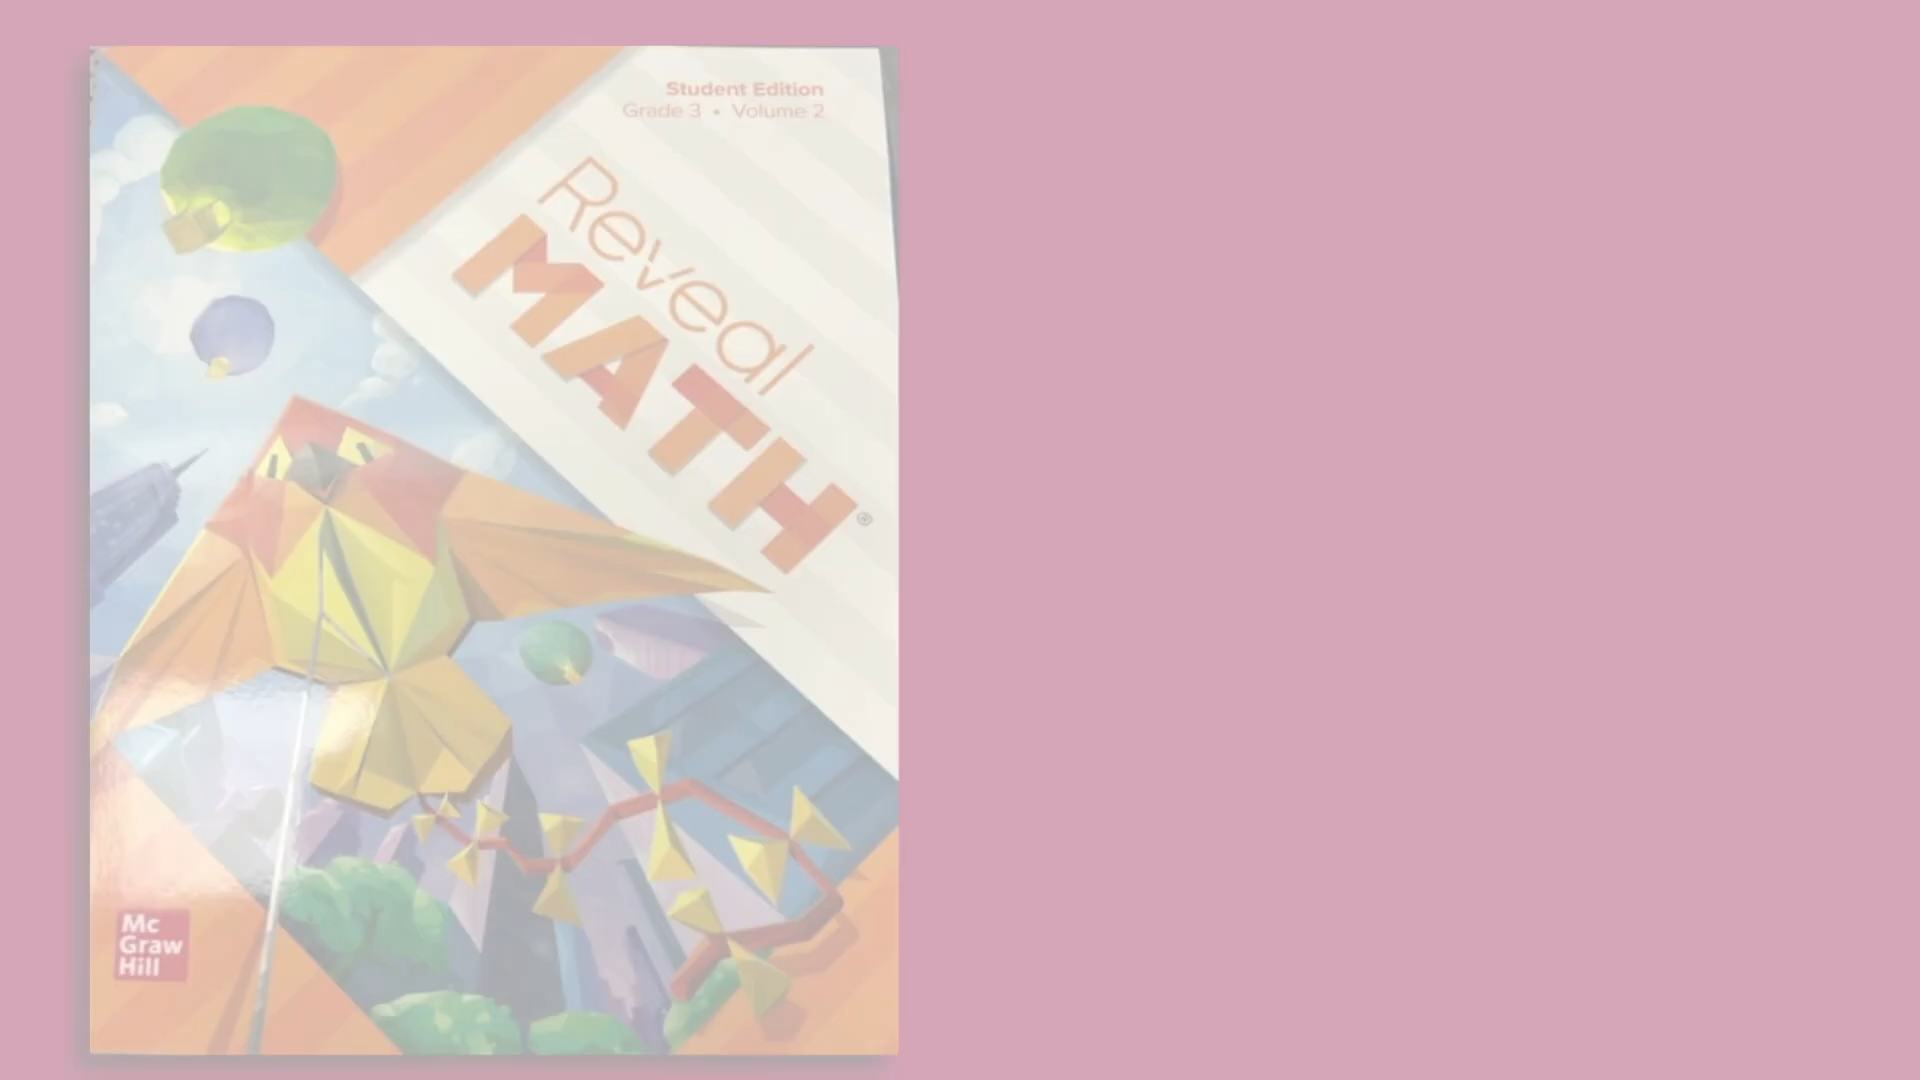 Student Edition
Grade 3 • Volume 2
Reveal
MATH®
Mc
Graw
Hill